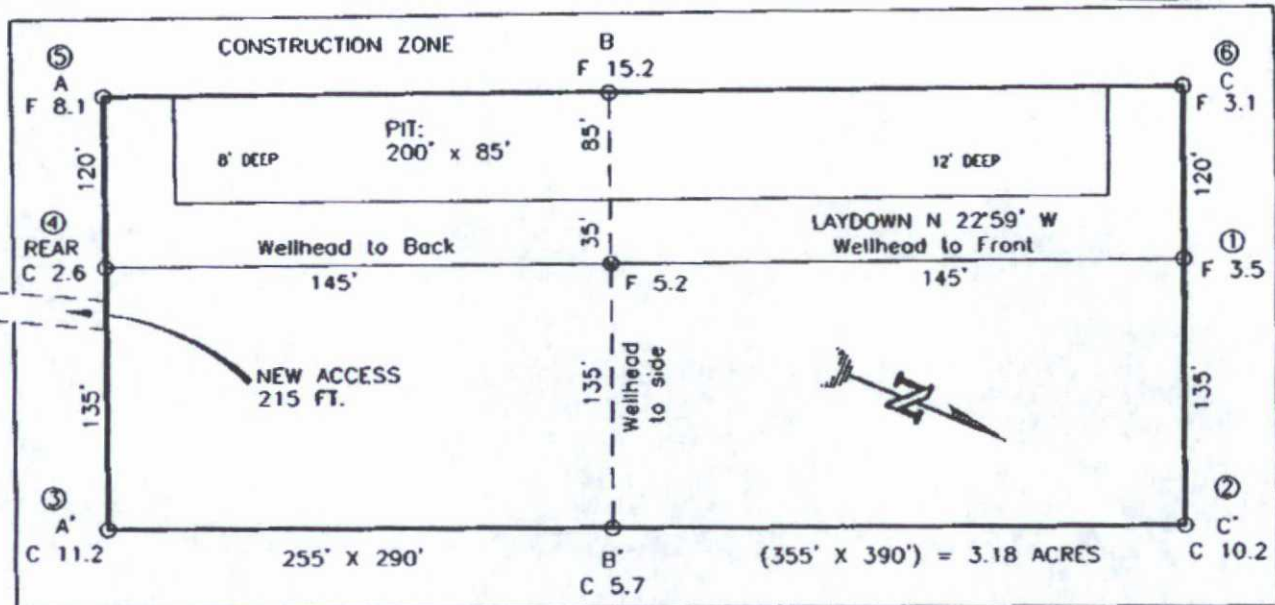 CONSTRUCTION ZONE
⑤
A
F 8.1
B
F 15.2
⑥
C
F 3.1
PIT:
200' x 85'
8' DEEP
85'
12' DEEP
120'
120'
④
REAR
C 2.6
Wellhead to Back
145'
35'
F 5.2
LAYDOWN N 22°59' W
Wellhead to Front
145'
①
F 3.5
NEW ACCESS
215 FT.
135'
135'
Wellhead
to side
N
135'
③
A'
C 11.2
255' X 290'
B'
C 5.7
(355' X 390') = 3.18 ACRES
②
C'
C 10.2